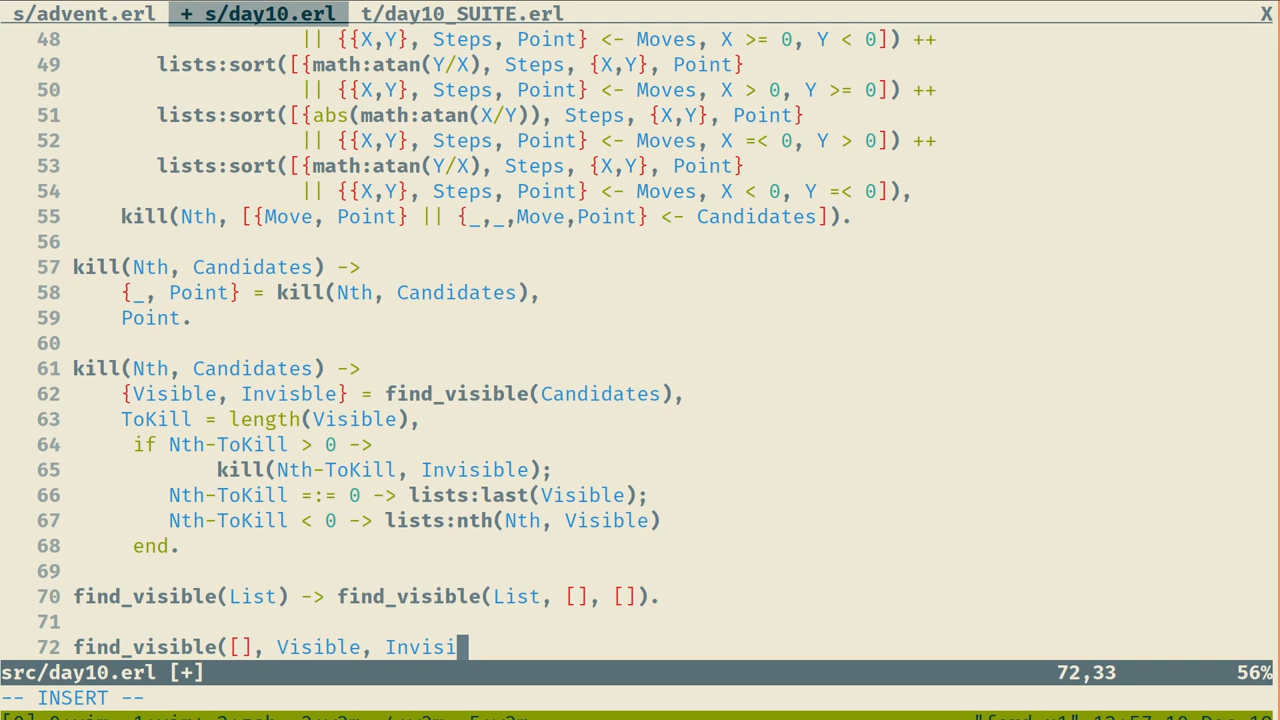 s/advent.erl + s/day10.erl t/day10_SUITE.erl X
48 || {{X,Y}, Steps, Point} <- Moves, X >= 0, Y < 0]) ++
49 lists:sort([{math:atan(Y/X), Steps, {X,Y}, Point}
50 || {{X,Y}, Steps, Point} <- Moves, X > 0, Y >= 0]) ++
51 lists:sort([{abs(math:atan(X/Y)), Steps, {X,Y}, Point}
52 || {{X,Y}, Steps, Point} <- Moves, X =< 0, Y > 0]) ++
53 lists:sort([{math:atan(Y/X), Steps, {X,Y}, Point}
54 || {{X,Y}, Steps, Point} <- Moves, X < 0, Y =< 0]),
55 kill(Nth, [{Move, Point} || {_,_,Move,Point} <- Candidates]).
56
57 kill(Nth, Candidates) ->
58 {_, Point} = kill(Nth, Candidates),
59 Point.
60
61 kill(Nth, Candidates) ->
62 {Visible, Invisble} = find_visible(Candidates),
63 ToKill = length(Visible),
64 if Nth-ToKill > 0 ->
65 kill(Nth-ToKill, Invisible);
66 Nth-ToKill =:= 0 -> lists:last(Visible);
67 Nth-ToKill < 0 -> lists:nth(Nth, Visible)
68 end.
69
70 find_visible(List) -> find_visible(List, [], []).
71
72 find_visible([], Visible, Invisi
src/day10.erl [+] 72,33 56%
-- INSERT --